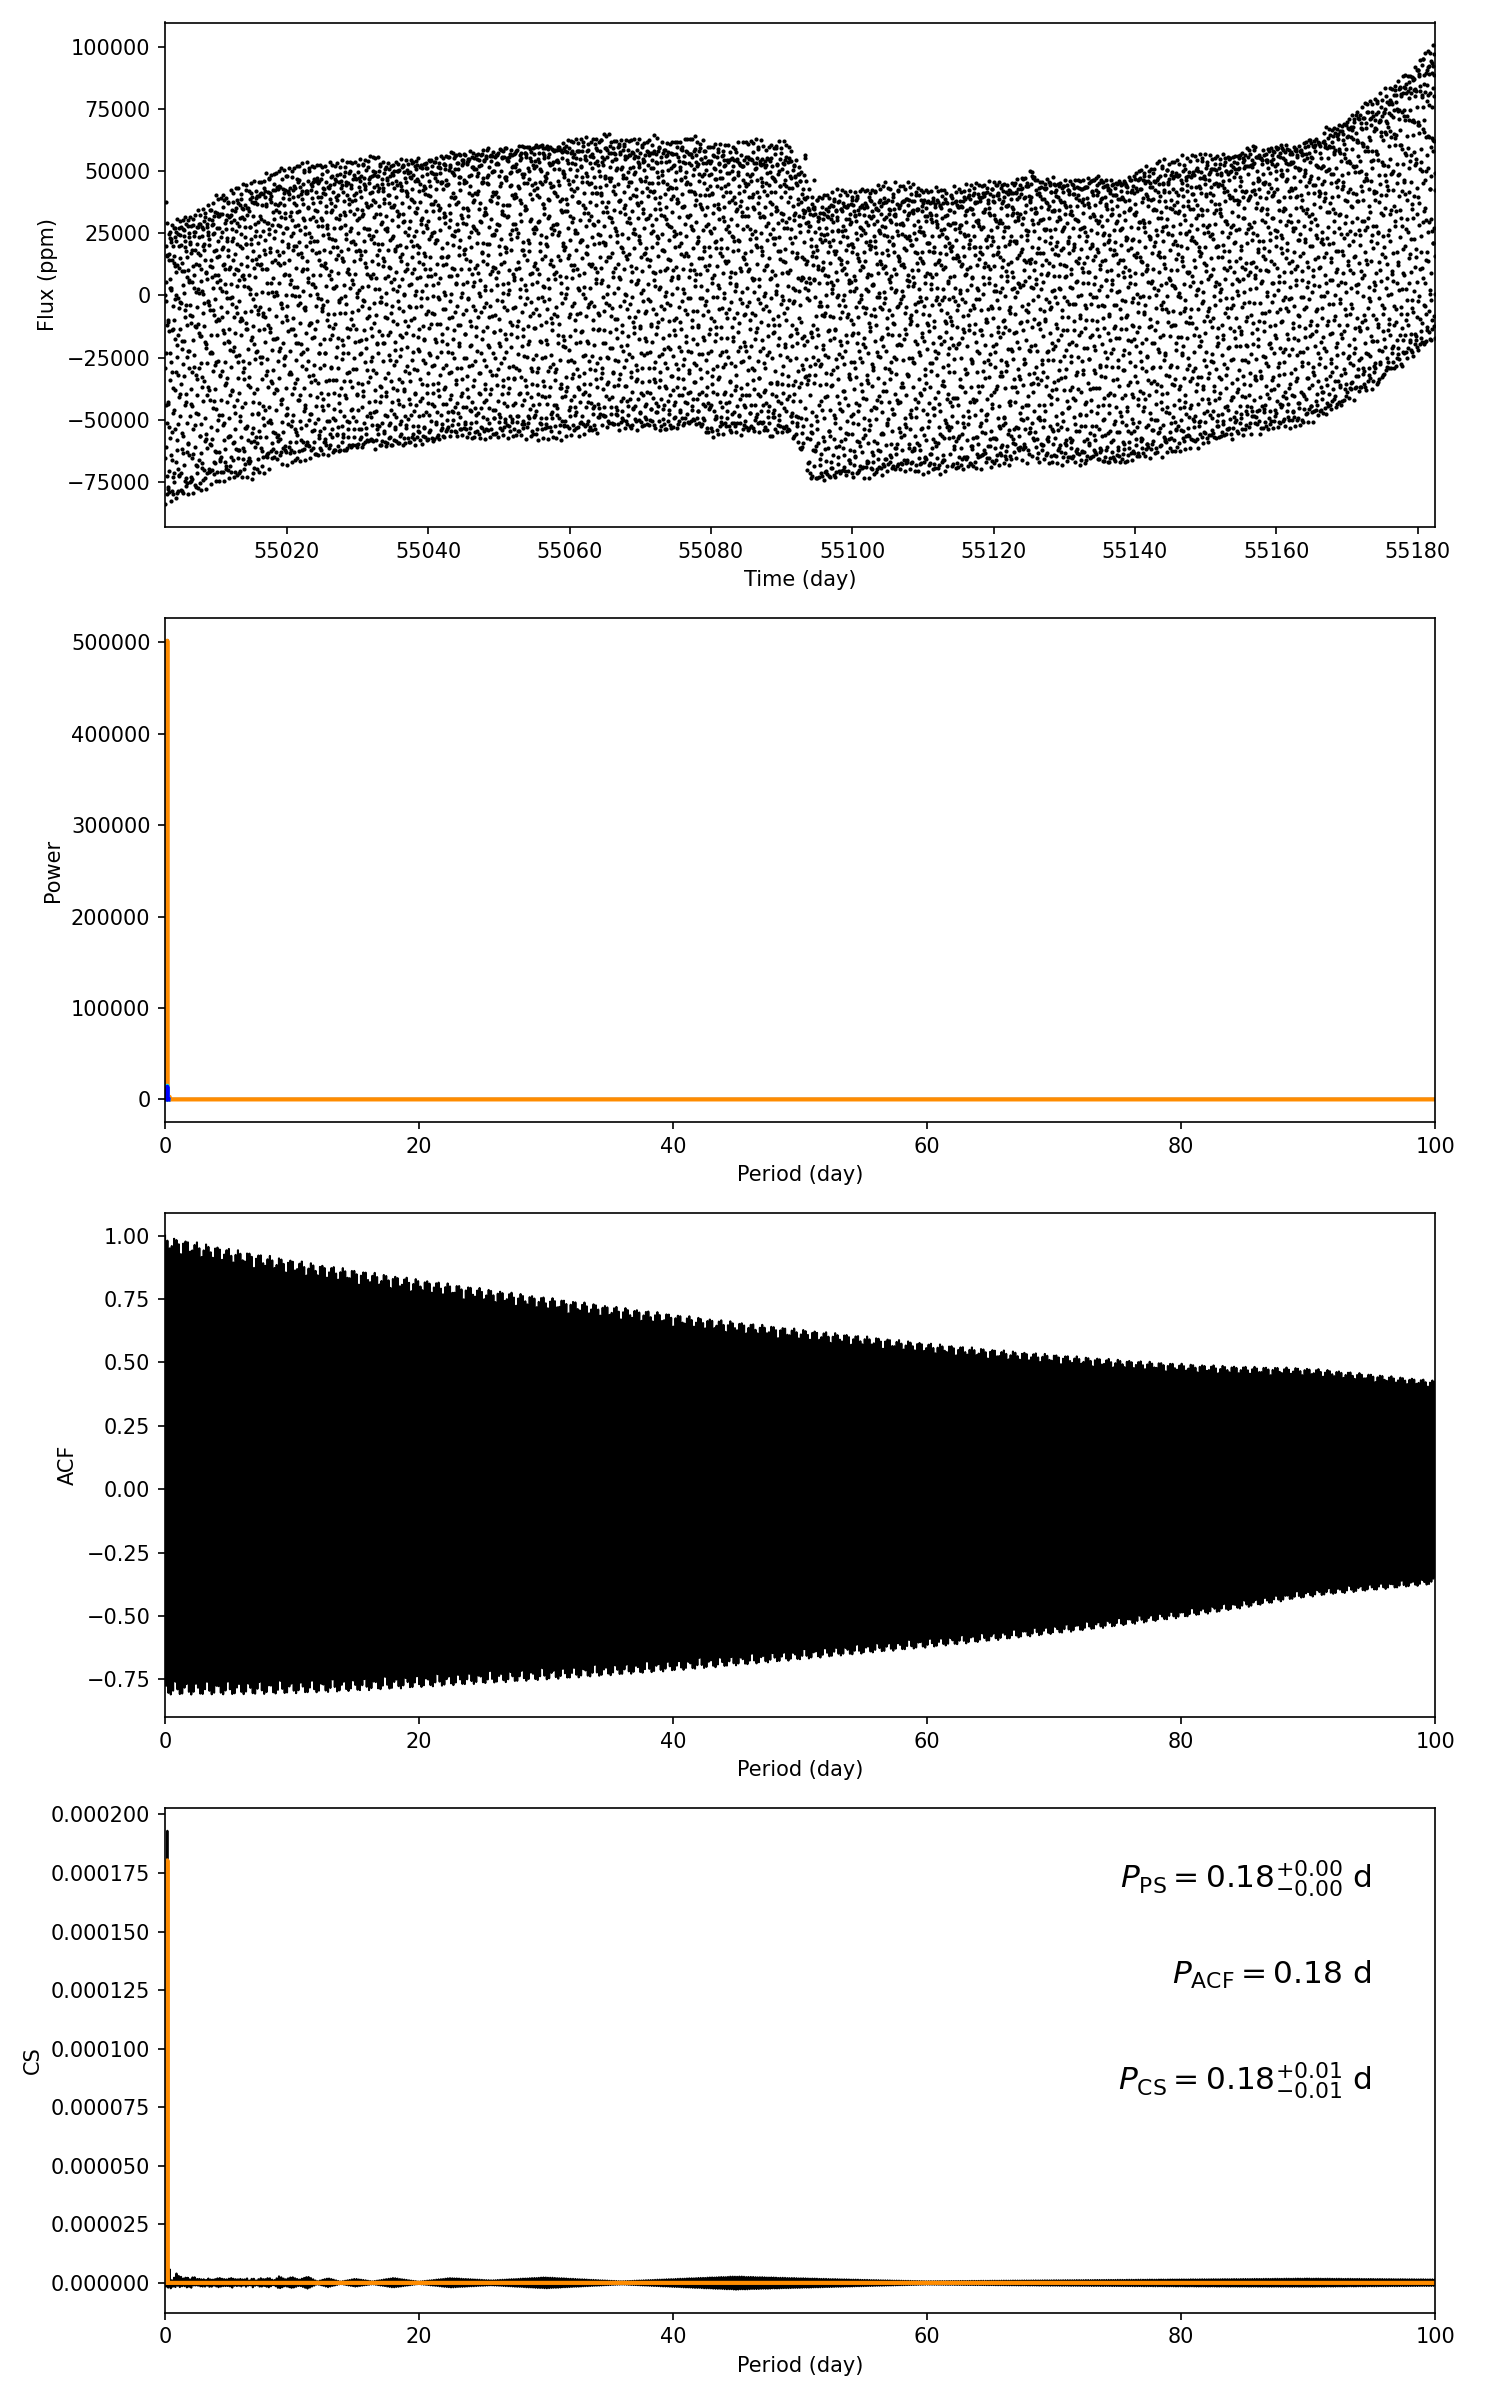 100000
75000
50000
25000
0
−25000
−50000
−75000
Flux (ppm)
55020 55040 55060 55080 55100 55120 55140 55160 55180
Time (day)
500000
400000
300000
200000
100000
0
Power
0 20 40 60 80 100
Period (day)
1.00
0.75
0.50
0.25
0.00
−0.25
−0.50
−0.75
ACF
0 20 40 60 80 100
Period (day)
0.000200
0.000175
0.000150
0.000125
0.000100
0.000075
0.000050
0.000025
0.000000
CS
P_PS = 0.18 +0.00 −0.00 d
P_ACF = 0.18 d
P_CS = 0.18 +0.01 −0.01 d
0 20 40 60 80 100
Period (day)